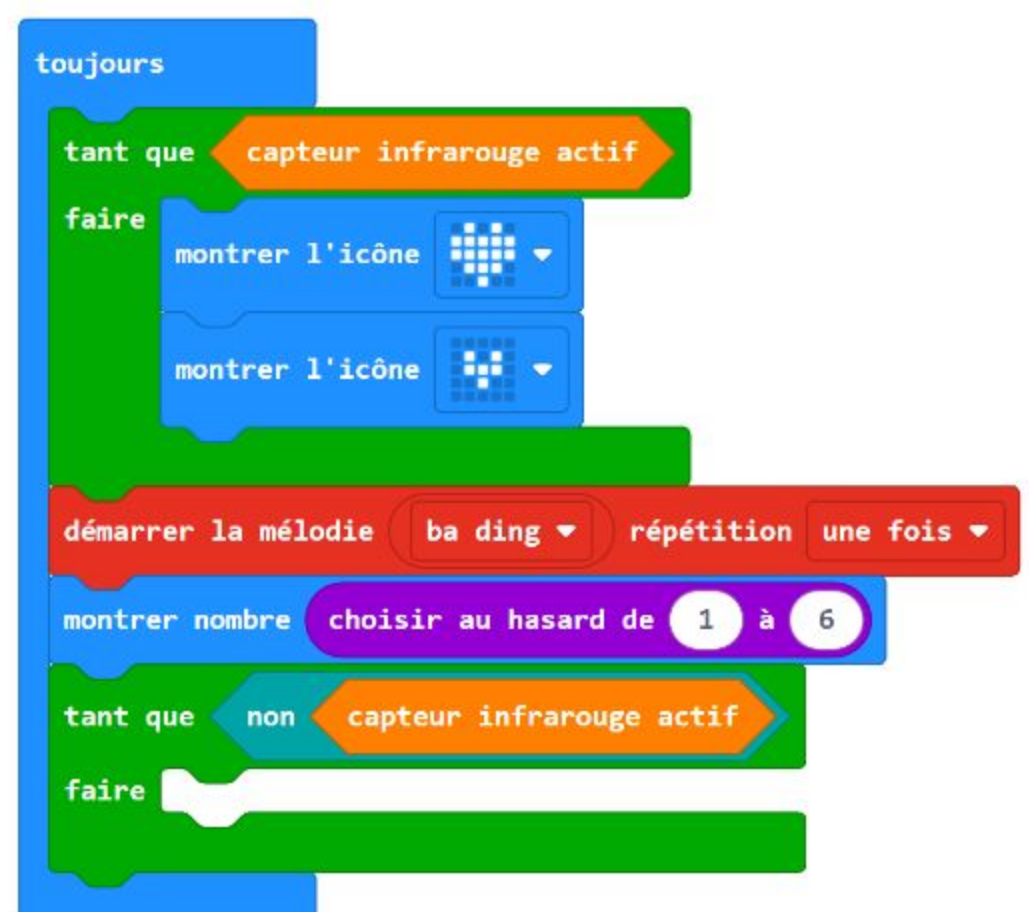 toujours
tant que capteur infrarouge actif
faire
montrer l'icône
montrer l'icône
démarrer la mélodie ba ding répétition une fois
montrer nombre choisir au hasard de 1 à 6
tant que non capteur infrarouge actif
faire